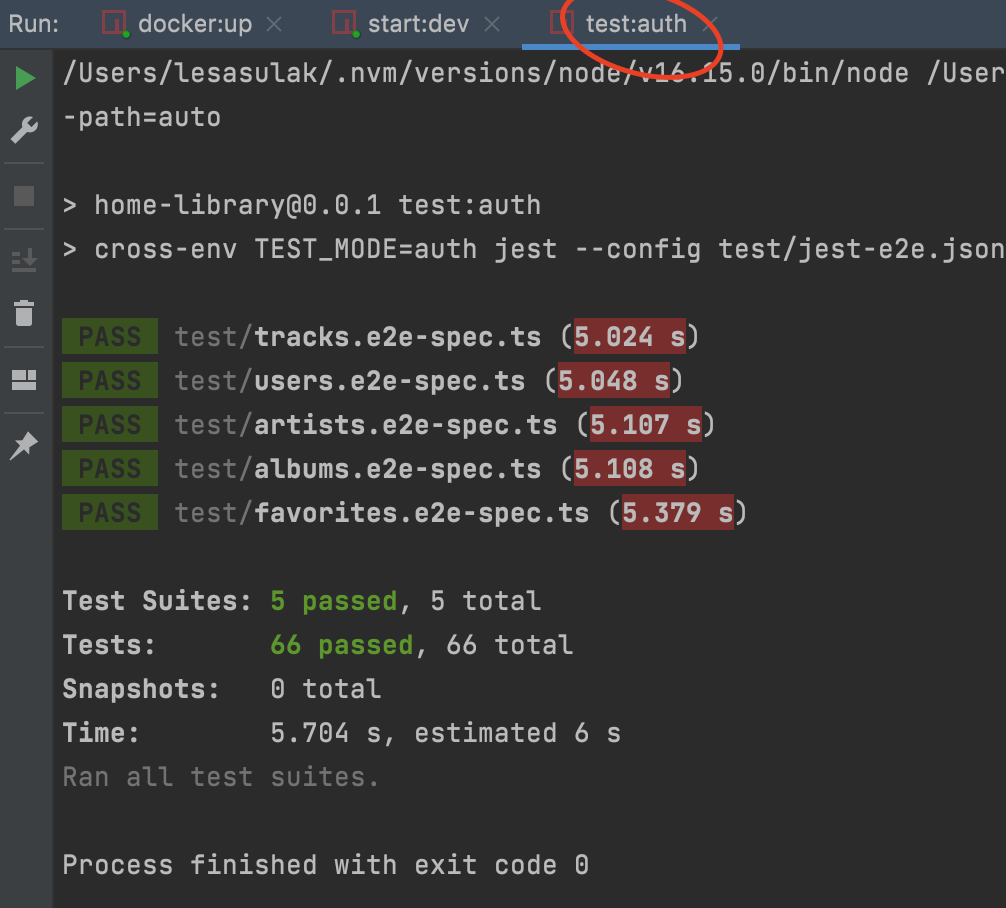 Run: docker:up start:dev test:auth
/Users/lesasulak/.nvm/versions/node/v16.15.0/bin/node /User
-path=auto
> home-library@0.0.1 test:auth
> cross-env TEST_MODE=auth jest --config test/jest-e2e.json
PASS test/tracks.e2e-spec.ts (5.024 s)
PASS test/users.e2e-spec.ts (5.048 s)
PASS test/artists.e2e-spec.ts (5.107 s)
PASS test/albums.e2e-spec.ts (5.108 s)
PASS test/favorites.e2e-spec.ts (5.379 s)
Test Suites: 5 passed, 5 total
Tests: 66 passed, 66 total
Snapshots: 0 total
Time: 5.704 s, estimated 6 s
Ran all test suites.
Process finished with exit code 0